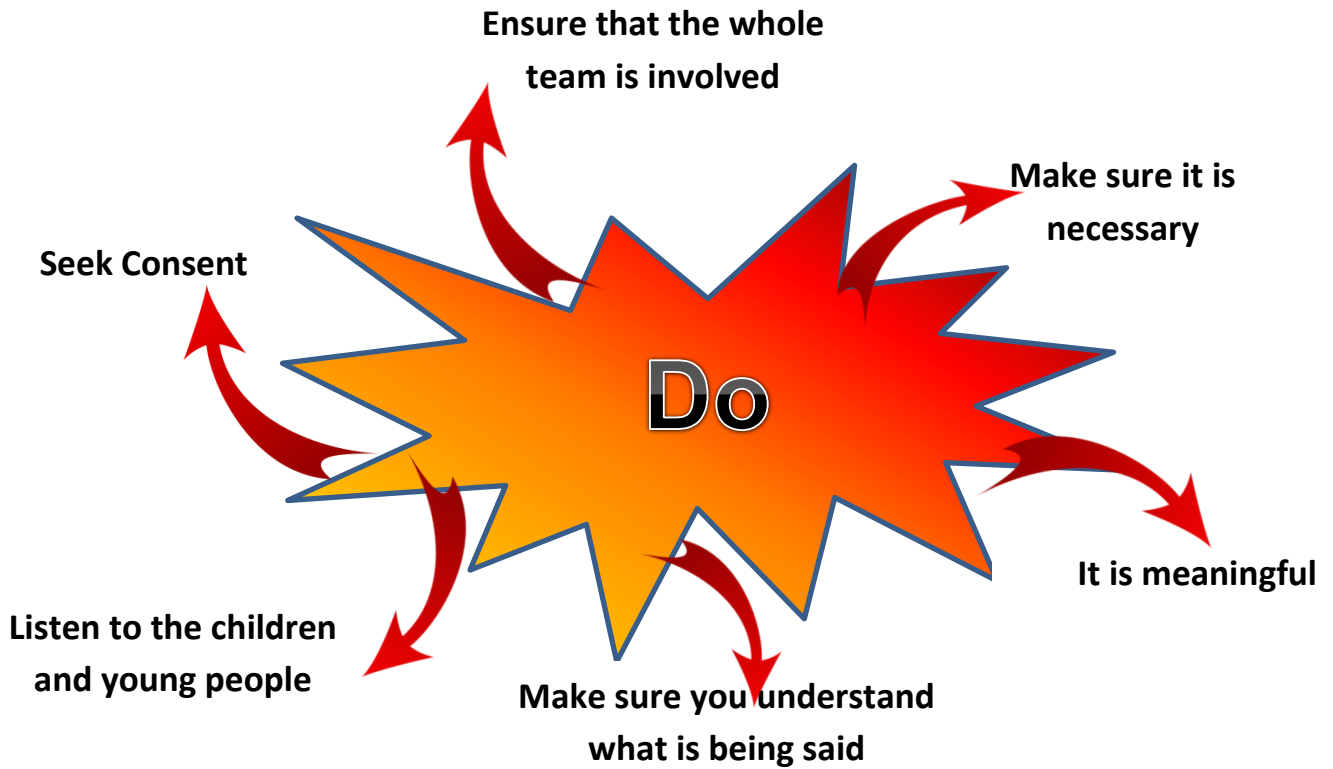 Ensure that the whole
team is involved
Make sure it is
necessary
Seek Consent
Do
It is meaningful
Listen to the children
and young people
Make sure you understand
what is being said